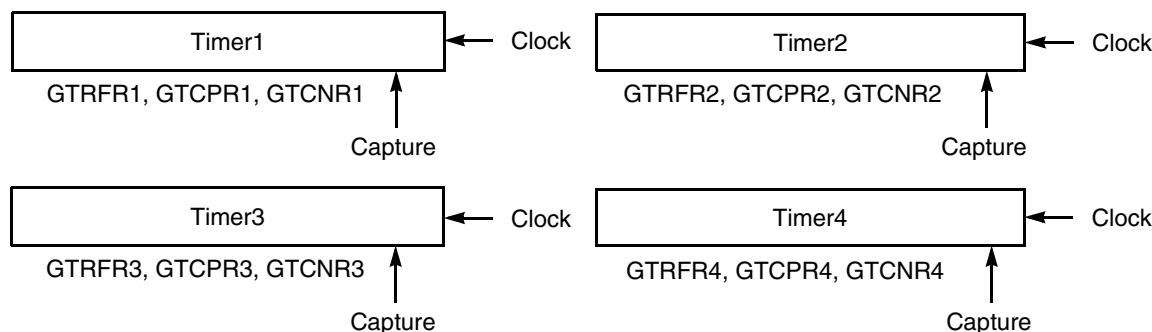 Timer1
Clock
GTRFR1, GTCPR1, GTCNR1
Capture
Timer2
Clock
GTRFR2, GTCPR2, GTCNR2
Capture
Timer3
Clock
GTRFR3, GTCPR3, GTCNR3
Capture
Timer4
Clock
GTRFR4, GTCPR4, GTCNR4
Capture